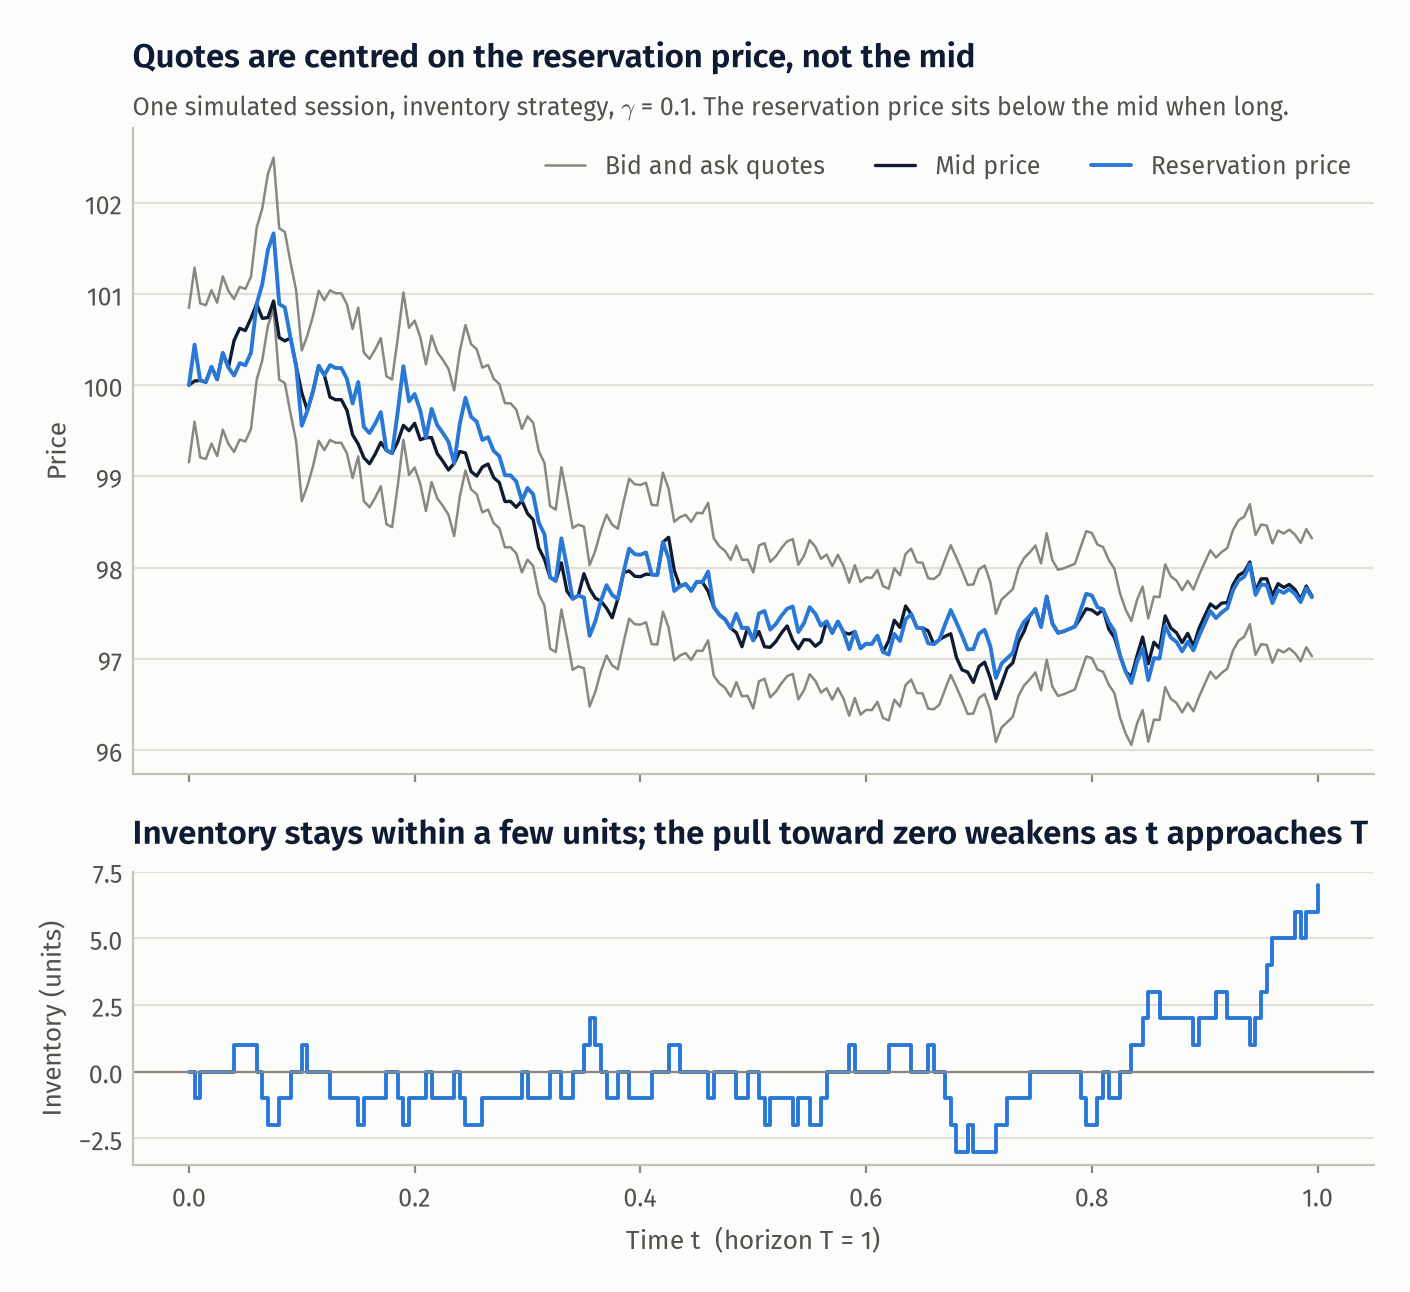 Quotes are centred on the reservation price, not the mid
One simulated session, inventory strategy, γ = 0.1. The reservation price sits below the mid when long.
Bid and ask quotes Mid price Reservation price
102
101
100
99
98
97
96
Price
Inventory stays within a few units; the pull toward zero weakens as t approaches T
7.5
5.0
2.5
0.0
−2.5
Inventory (units)
0.0 0.2 0.4 0.6 0.8 1.0
Time t (horizon T = 1)